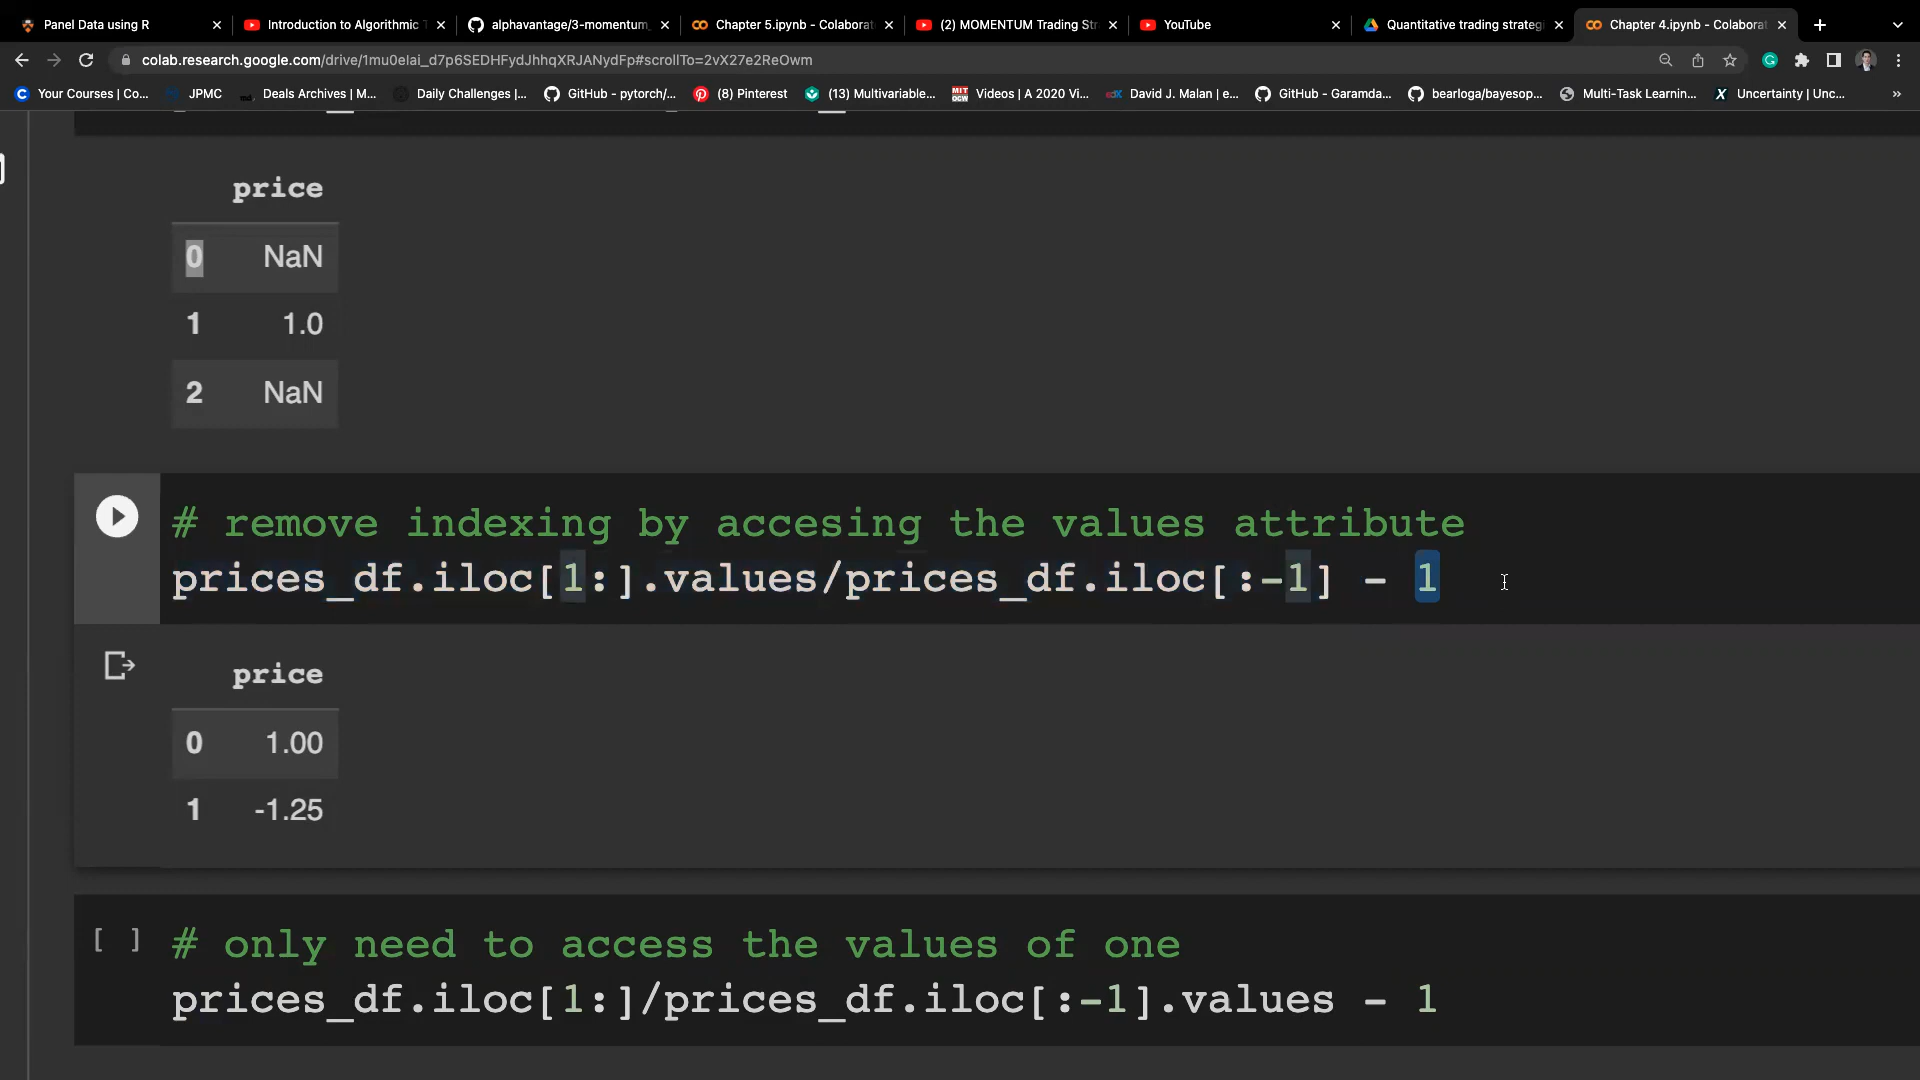 Panel Data using R
Introduction to Algorithmic T
alphavantage/3-momentum_
Chapter 5.ipynb - Colaborat
(2) MOMENTUM Trading Str
YouTube
Quantitative trading strateg
Chapter 4.ipynb - Colaborat
colab.research.google.com/drive/1mu0elai_d7p6SEDHFydJhhqXRJANydFp#scrollTo=2vX27e2ReOwm
Your Courses | Co...
JPMC
Deals Archives | M...
Daily Challenges |...
GitHub - pytorch/...
(8) Pinterest
(13) Multivariable...
MIT OCW
Videos | A 2020 Vi...
edX
David J. Malan | e...
GitHub - Garamda...
bearloga/bayesop...
Multi-Task Learnin...
Uncertainty | Unc...
»
price
0 NaN
1 1.0
2 NaN
# remove indexing by accesing the values attribute
prices_df.iloc[1:].values/prices_df.iloc[:-1] - 1
price
0 1.00
1 -1.25
[ ] # only need to access the values of one
prices_df.iloc[1:]/prices_df.iloc[:-1].values - 1